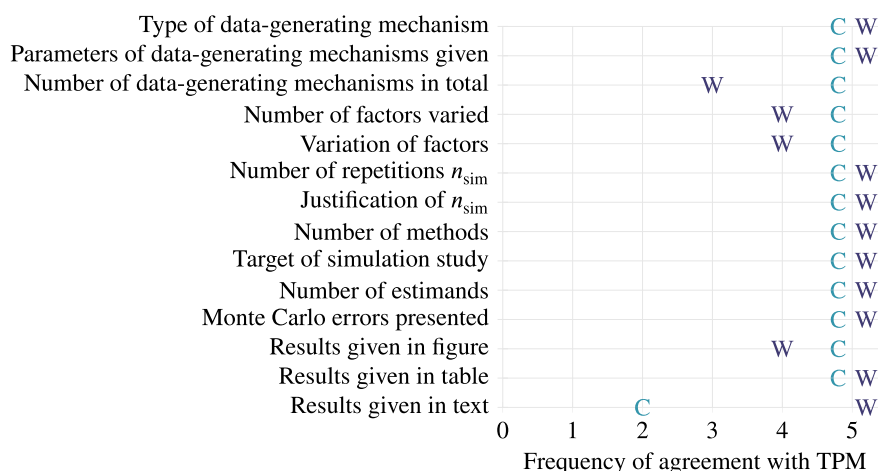 Type of data-generating mechanism C W
Parameters of data-generating mechanisms given C W
Number of data-generating mechanisms in total W C
Number of factors varied W C
Variation of factors W C
Number of repetitions n_sim C W
Justification of n_sim C W
Number of methods C W
Target of simulation study C W
Number of estimands C W
Monte Carlo errors presented C W
Results given in figure W C
Results given in table C W
Results given in text C W
0 1 2 3 4 5
Frequency of agreement with TPM